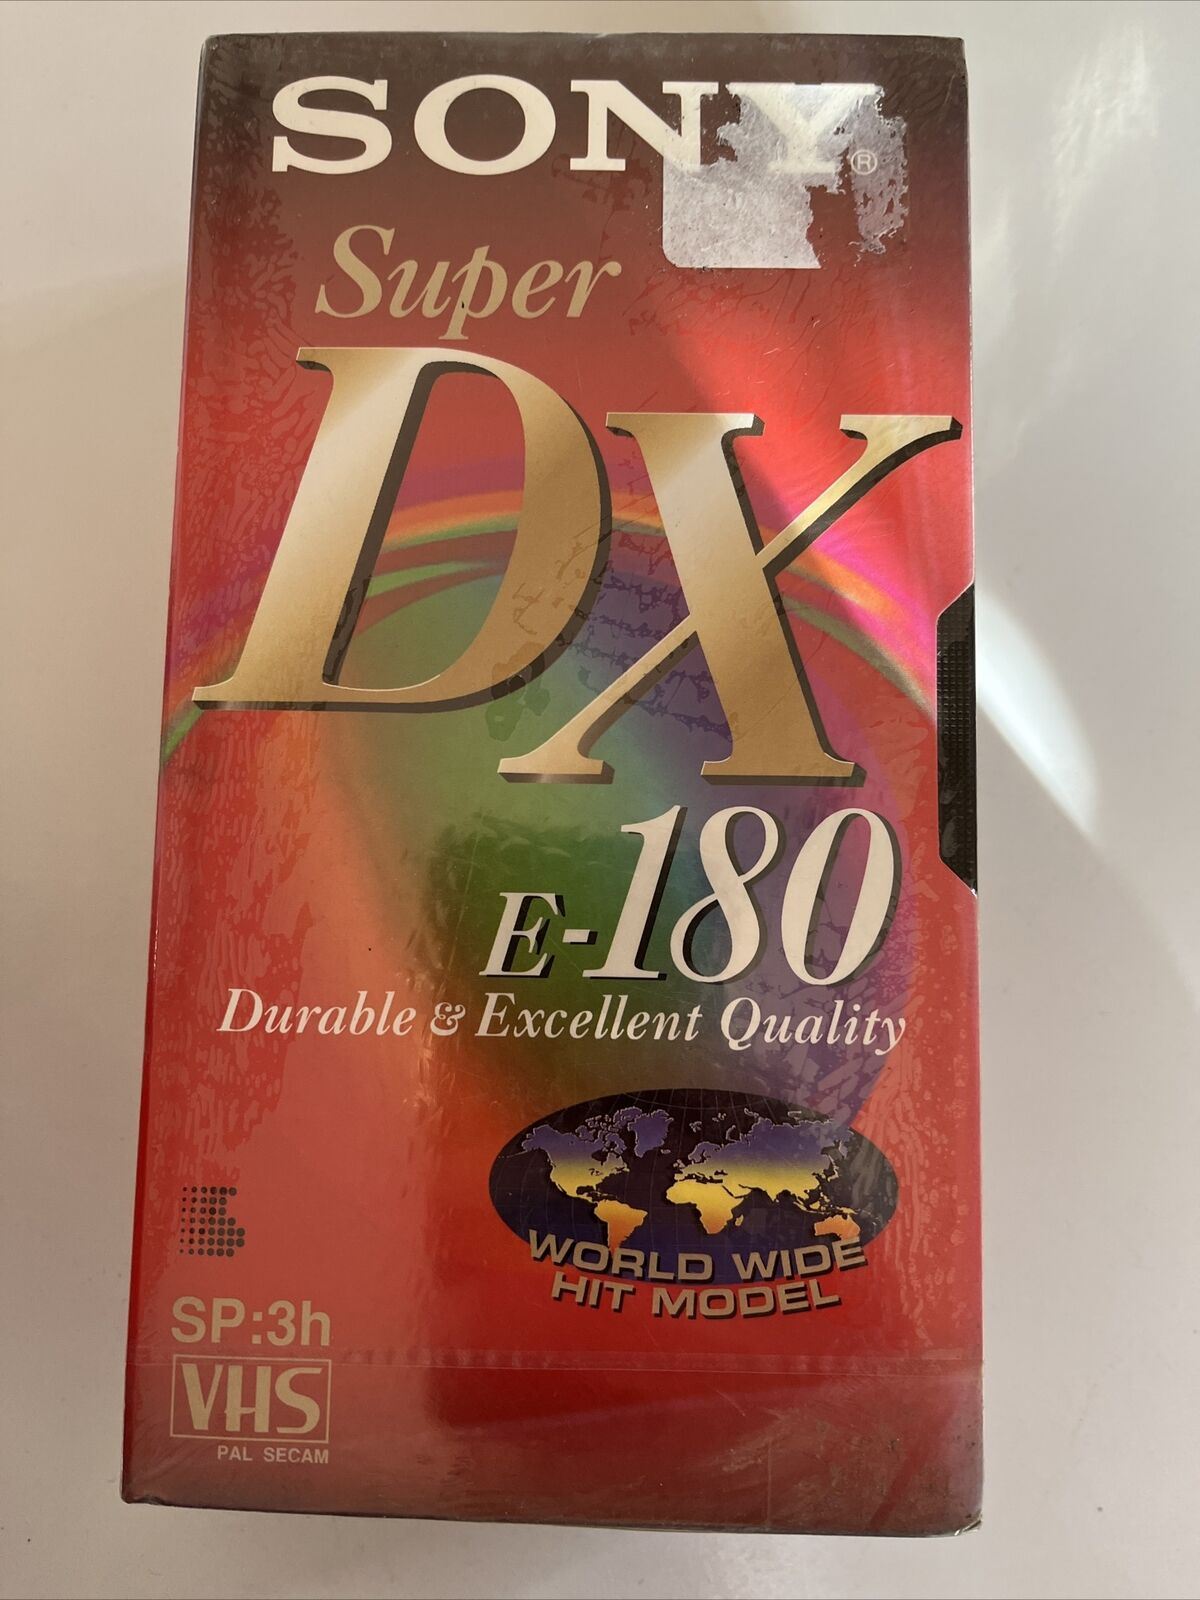 SONY®
Super
DX
E-180
Durable & Excellent Quality
WORLD WIDE
HIT MODEL
SP:3h
VHS
PAL SECAM